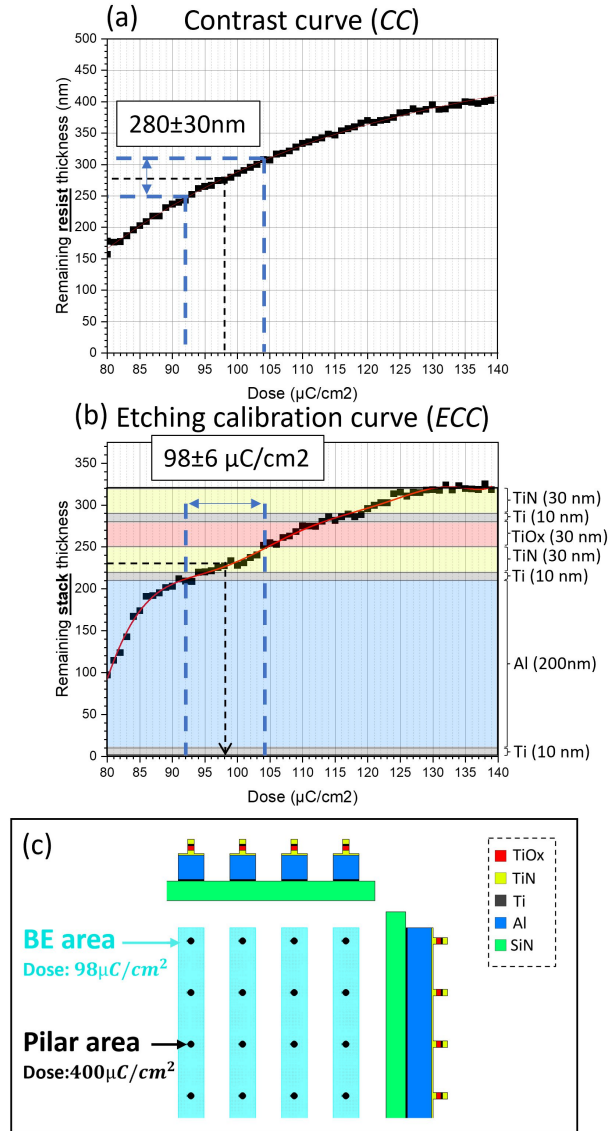 (a)
Contrast curve (CC)
500
450
400
350
300
250
200
150
100
50
0
Remaining resist thickness (nm)
280±30nm
80 85 90 95 100 105 110 115 120 125 130 135 140
Dose (µC/cm2)
(b) Etching calibration curve (ECC)
98±6 µC/cm2
350
300
250
200
150
100
50
0
Remaining stack thickness
TiN (30 nm)
Ti (10 nm)
TiOx (30 nm)
TiN (30 nm)
Ti (10 nm)
Al (200nm)
Ti (10 nm)
80 85 90 95 100 105 110 115 120 125 130 135 140
Dose (µC/cm2)
(c)
TiOx
TiN
Ti
Al
SiN
BE area
Dose: 98μC/cm²
Pilar area
Dose:400μC/cm²